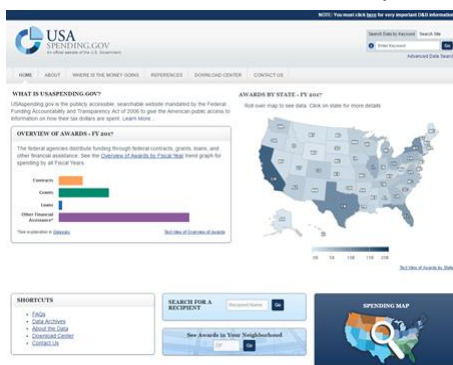 NOTE: You must click here for very important D&D information
USA
SPENDING.GOV
An official website of the U.S. Government
Search Data by Keyword Search Site
Enter Keyword Go
Advanced Data Search
HOME ABOUT WHERE IS THE MONEY GOING REFERENCES DOWNLOAD CENTER CONTACT US
WHAT IS USASPENDING.GOV?
USAspending.gov is the publicly accessible, searchable website mandated by the Federal
Funding Accountability and Transparency Act of 2006 to give the American public access to
information on how their tax dollars are spent. Learn More...
OVERVIEW OF AWARDS - FY 2017
The federal agencies distribute funding through federal contracts, grants, loans, and
other financial assistance. See the Overview of Awards by Fiscal Year trend graph for
spending by all Fiscal Years.
Contracts
Grants
Loans
Other Financial
Assistance*
*See explanation in Glossary
Text View of Overview of Awards
AWARDS BY STATE - FY 2017
Roll over map to see data. Click on state for more details
Text View of Awards by State
SHORTCUTS
FAQs
Data Archives
About the Data
Download Center
Contact Us
SEARCH FOR A
RECIPIENT
Recipient Name Go
See Awards in Your Neighborhood
ZIP Go
SPENDING MAP